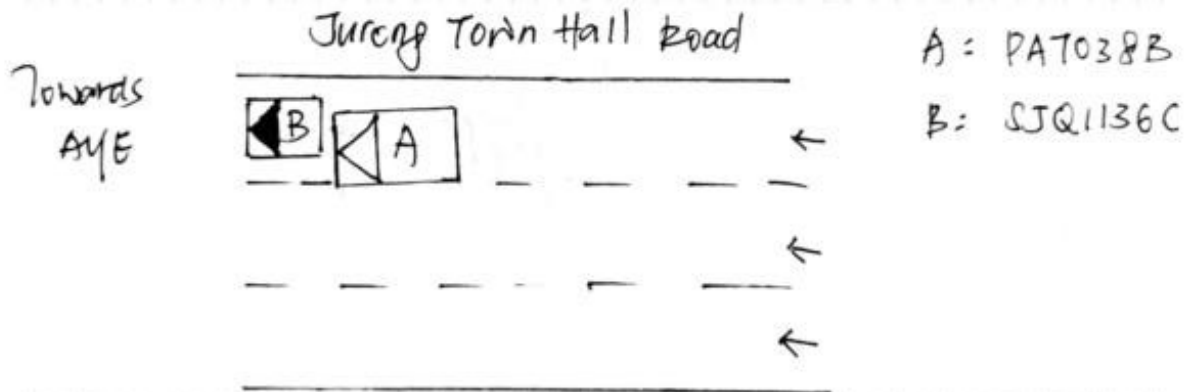 Jurong Town Hall Road
A: PA7038B
Towards
AYE
B: SJQ1136C
B
A